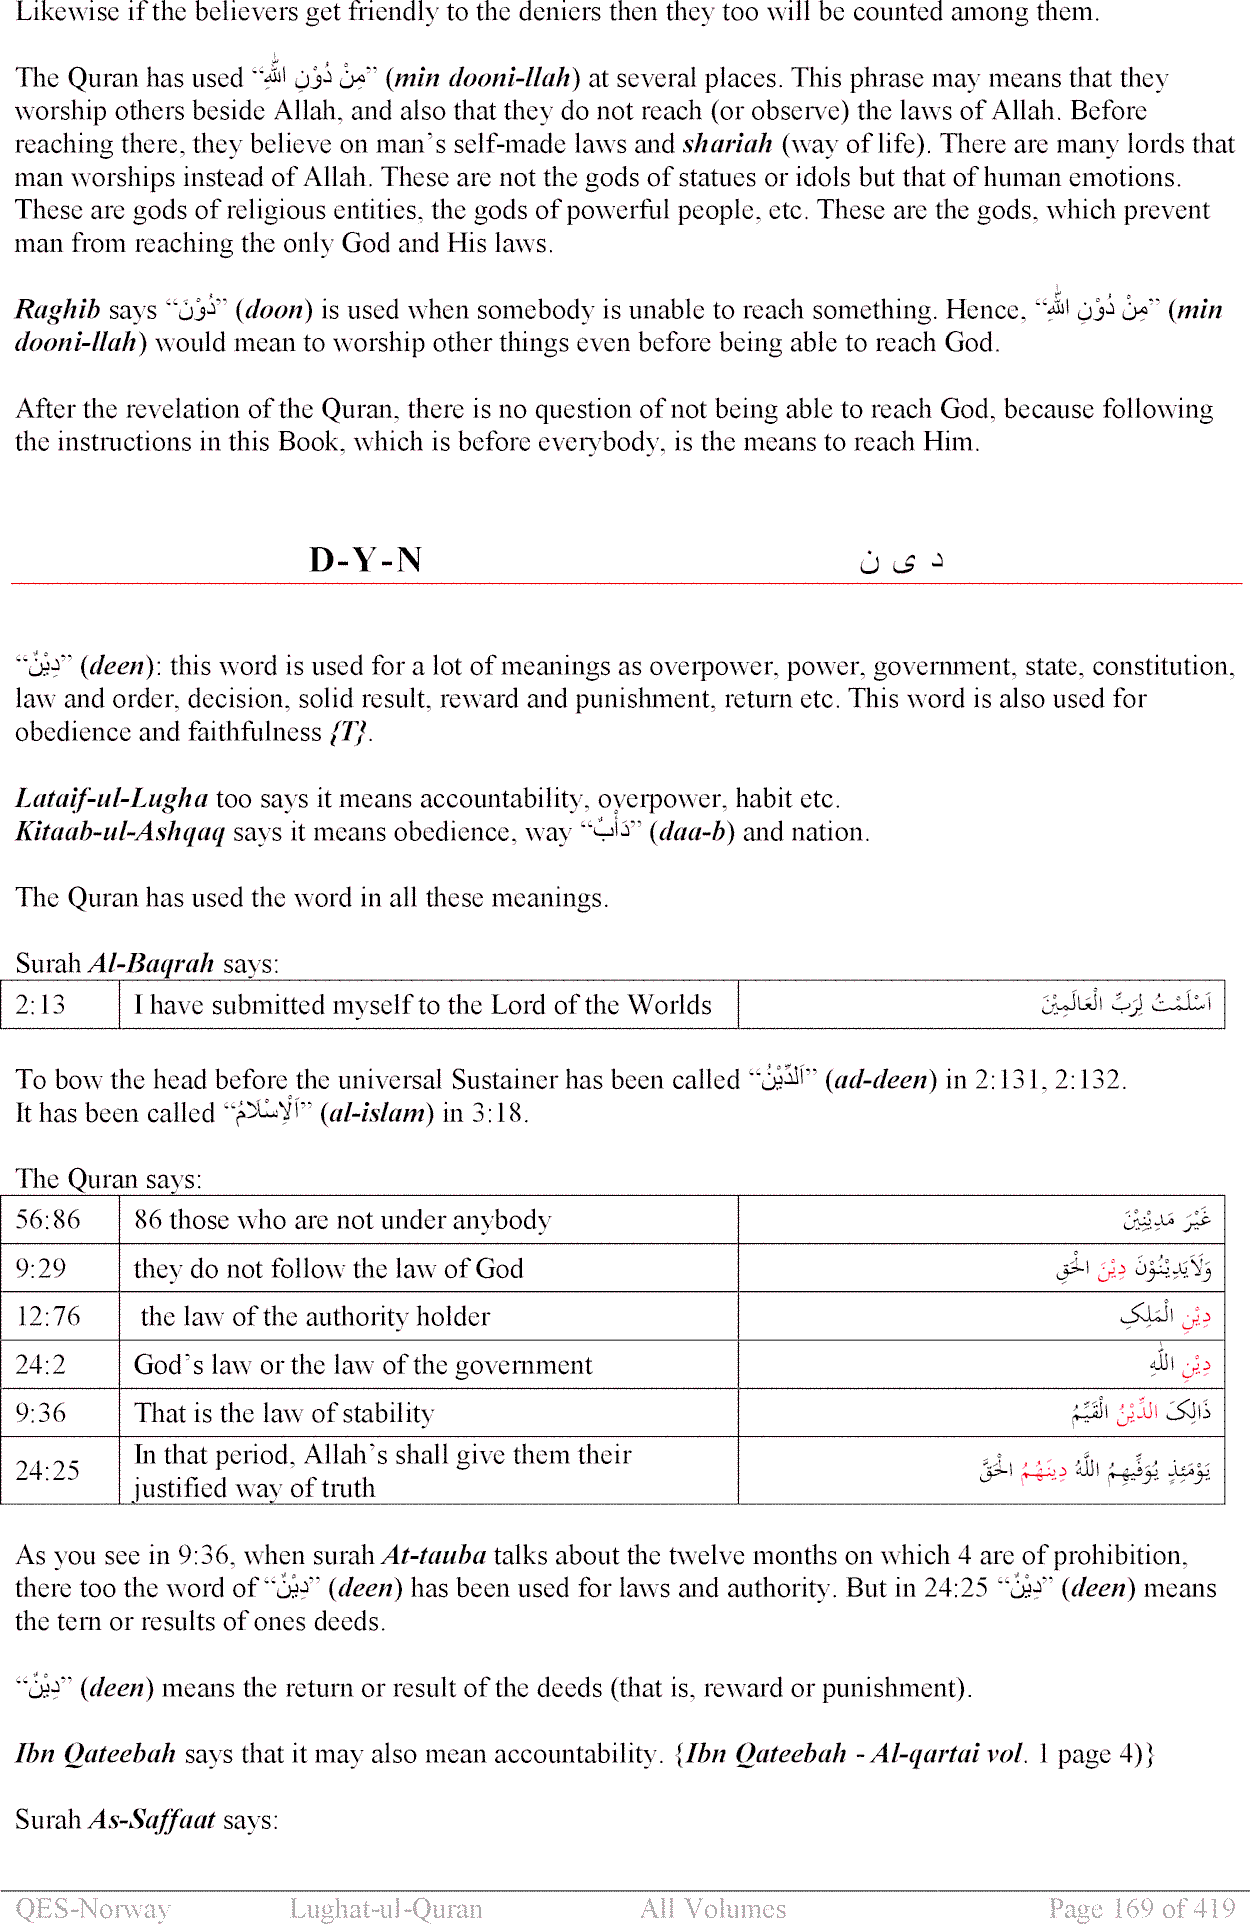 Likewise if the believers get friendly to the deniers then they too will be counted among them.
The Quran has used “مِنْ دُوْنِ اللّٰهِ” (min dooni-llah) at several places. This phrase may means that they
worship others beside Allah, and also that they do not reach (or observe) the laws of Allah. Before
reaching there, they believe on man’s self-made laws and shariah (way of life). There are many lords that
man worships instead of Allah. These are not the gods of statues or idols but that of human emotions.
These are gods of religious entities, the gods of powerful people, etc. These are the gods, which prevent
man from reaching the only God and His laws.
Raghib says “دُوْنَ” (doon) is used when somebody is unable to reach something. Hence, “مِنْ دُوْنِ اللّٰهِ” (min
dooni-llah) would mean to worship other things even before being able to reach God.
After the revelation of the Quran, there is no question of not being able to reach God, because following
the instructions in this Book, which is before everybody, is the means to reach Him.
D-Y-N د ی ن
“دِيْنٌ” (deen): this word is used for a lot of meanings as overpower, power, government, state, constitution,
law and order, decision, solid result, reward and punishment, return etc. This word is also used for
obedience and faithfulness {T}.
Lataif-ul-Lugha too says it means accountability, overpower, habit etc.
Kitaab-ul-Ashqaq says it means obedience, way “دَأْبٌ” (daa-b) and nation.
The Quran has used the word in all these meanings.
Surah Al-Baqrah says:
2:13 I have submitted myself to the Lord of the Worlds اَسْلَمْتُ لِرَبِّ الْعَالَمِيْنَ
To bow the head before the universal Sustainer has been called “اَلدِّيْنُ” (ad-deen) in 2:131, 2:132.
It has been called “اَلْاِسْلَامُ” (al-islam) in 3:18.
The Quran says:
56:86 86 those who are not under anybody غَيْرَ مَدِيْنِيْنَ
9:29 they do not follow the law of God وَلَايَدِيْنُوْنَ دِيْنَ الْحَقِ
12:76 the law of the authority holder دِيْنِ الْمَلِکِ
24:2 God’s law or the law of the government دِيْنِ اللّٰهِ
9:36 That is the law of stability ذَالِکَ الدِّيْنُ الْقَيِّمُ
24:25 In that period, Allah’s shall give them their يَوْمَئِذٍ يُوَفِّيهِمُ اللَّهُ دِينَهُمُ الْحَقَّ
justified way of truth
As you see in 9:36, when surah At-tauba talks about the twelve months on which 4 are of prohibition,
there too the word of “دِيْنٌ” (deen) has been used for laws and authority. But in 24:25 “دِيْنٌ” (deen) means
the tern or results of ones deeds.
“دِيْنٌ” (deen) means the return or result of the deeds (that is, reward or punishment).
Ibn Qateebah says that it may also mean accountability. {Ibn Qateebah - Al-qartai vol. 1 page 4)}
Surah As-Saffaat says:
QES-Norway Lughat-ul-Quran All Volumes Page 169 of 419